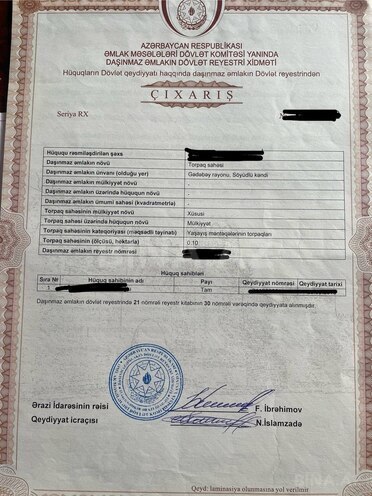 AZƏRBAYCAN RESPUBLİKASI
ƏMLAK MƏSƏLƏLƏRİ DÖVLƏT KOMİTƏSİ YANINDA
DAŞINMAZ ƏMLAKIN DÖVLƏT REYESTRİ XİDMƏTİ
Hüquqların Dövlət qeydiyyatı haqqında daşınmaz əmlakın Dövlət reyestrindən
ÇIXARIŞ
Seriya RX
Hüququ rəsmiləşdirilən şəxs
Daşınmaz əmlakın növü Torpaq sahəsi
Daşınmaz əmlakın ünvanı (olduğu yer) Gədəbəy rayonu, Söyüdlü kəndi
Daşınmaz əmlakın mülkiyyət növü -
Daşınmaz əmlakın üzərində hüququn növü -
Daşınmaz əmlakın ümumi sahəsi (kvadratmetrlə) -
Torpaq sahəsinin mülkiyyət növü Xüsusi
Torpaq sahəsi üzərində hüququn növü Mülkiyyət
Torpaq sahəsinin kateqoriyası (məqsədli təyinatı) Yaşayış məntəqələrinin torpaqları
Torpaq sahəsinin (ölçüsü, hektarla) 0.10
Daşınmaz əmlakın reyestr nömrəsi
Hüquq sahibləri
Sıra № Hüquq sahibinin adı Payı Qeydiyyat nömrəsi Qeydiyyat tarixi
1 Tam
Daşınmaz əmlakın dövlət reyestrində 21 nömrəli reyestr kitabının 30 nömrəli vərəqində qeydiyyata alınmışdır.
Ərazi İdarəsinin rəisi F. İbrəhimov
Qeydiyyat icraçısı N.İslamzadə
Qeyd: laminasiya olunmasına yol verilmir